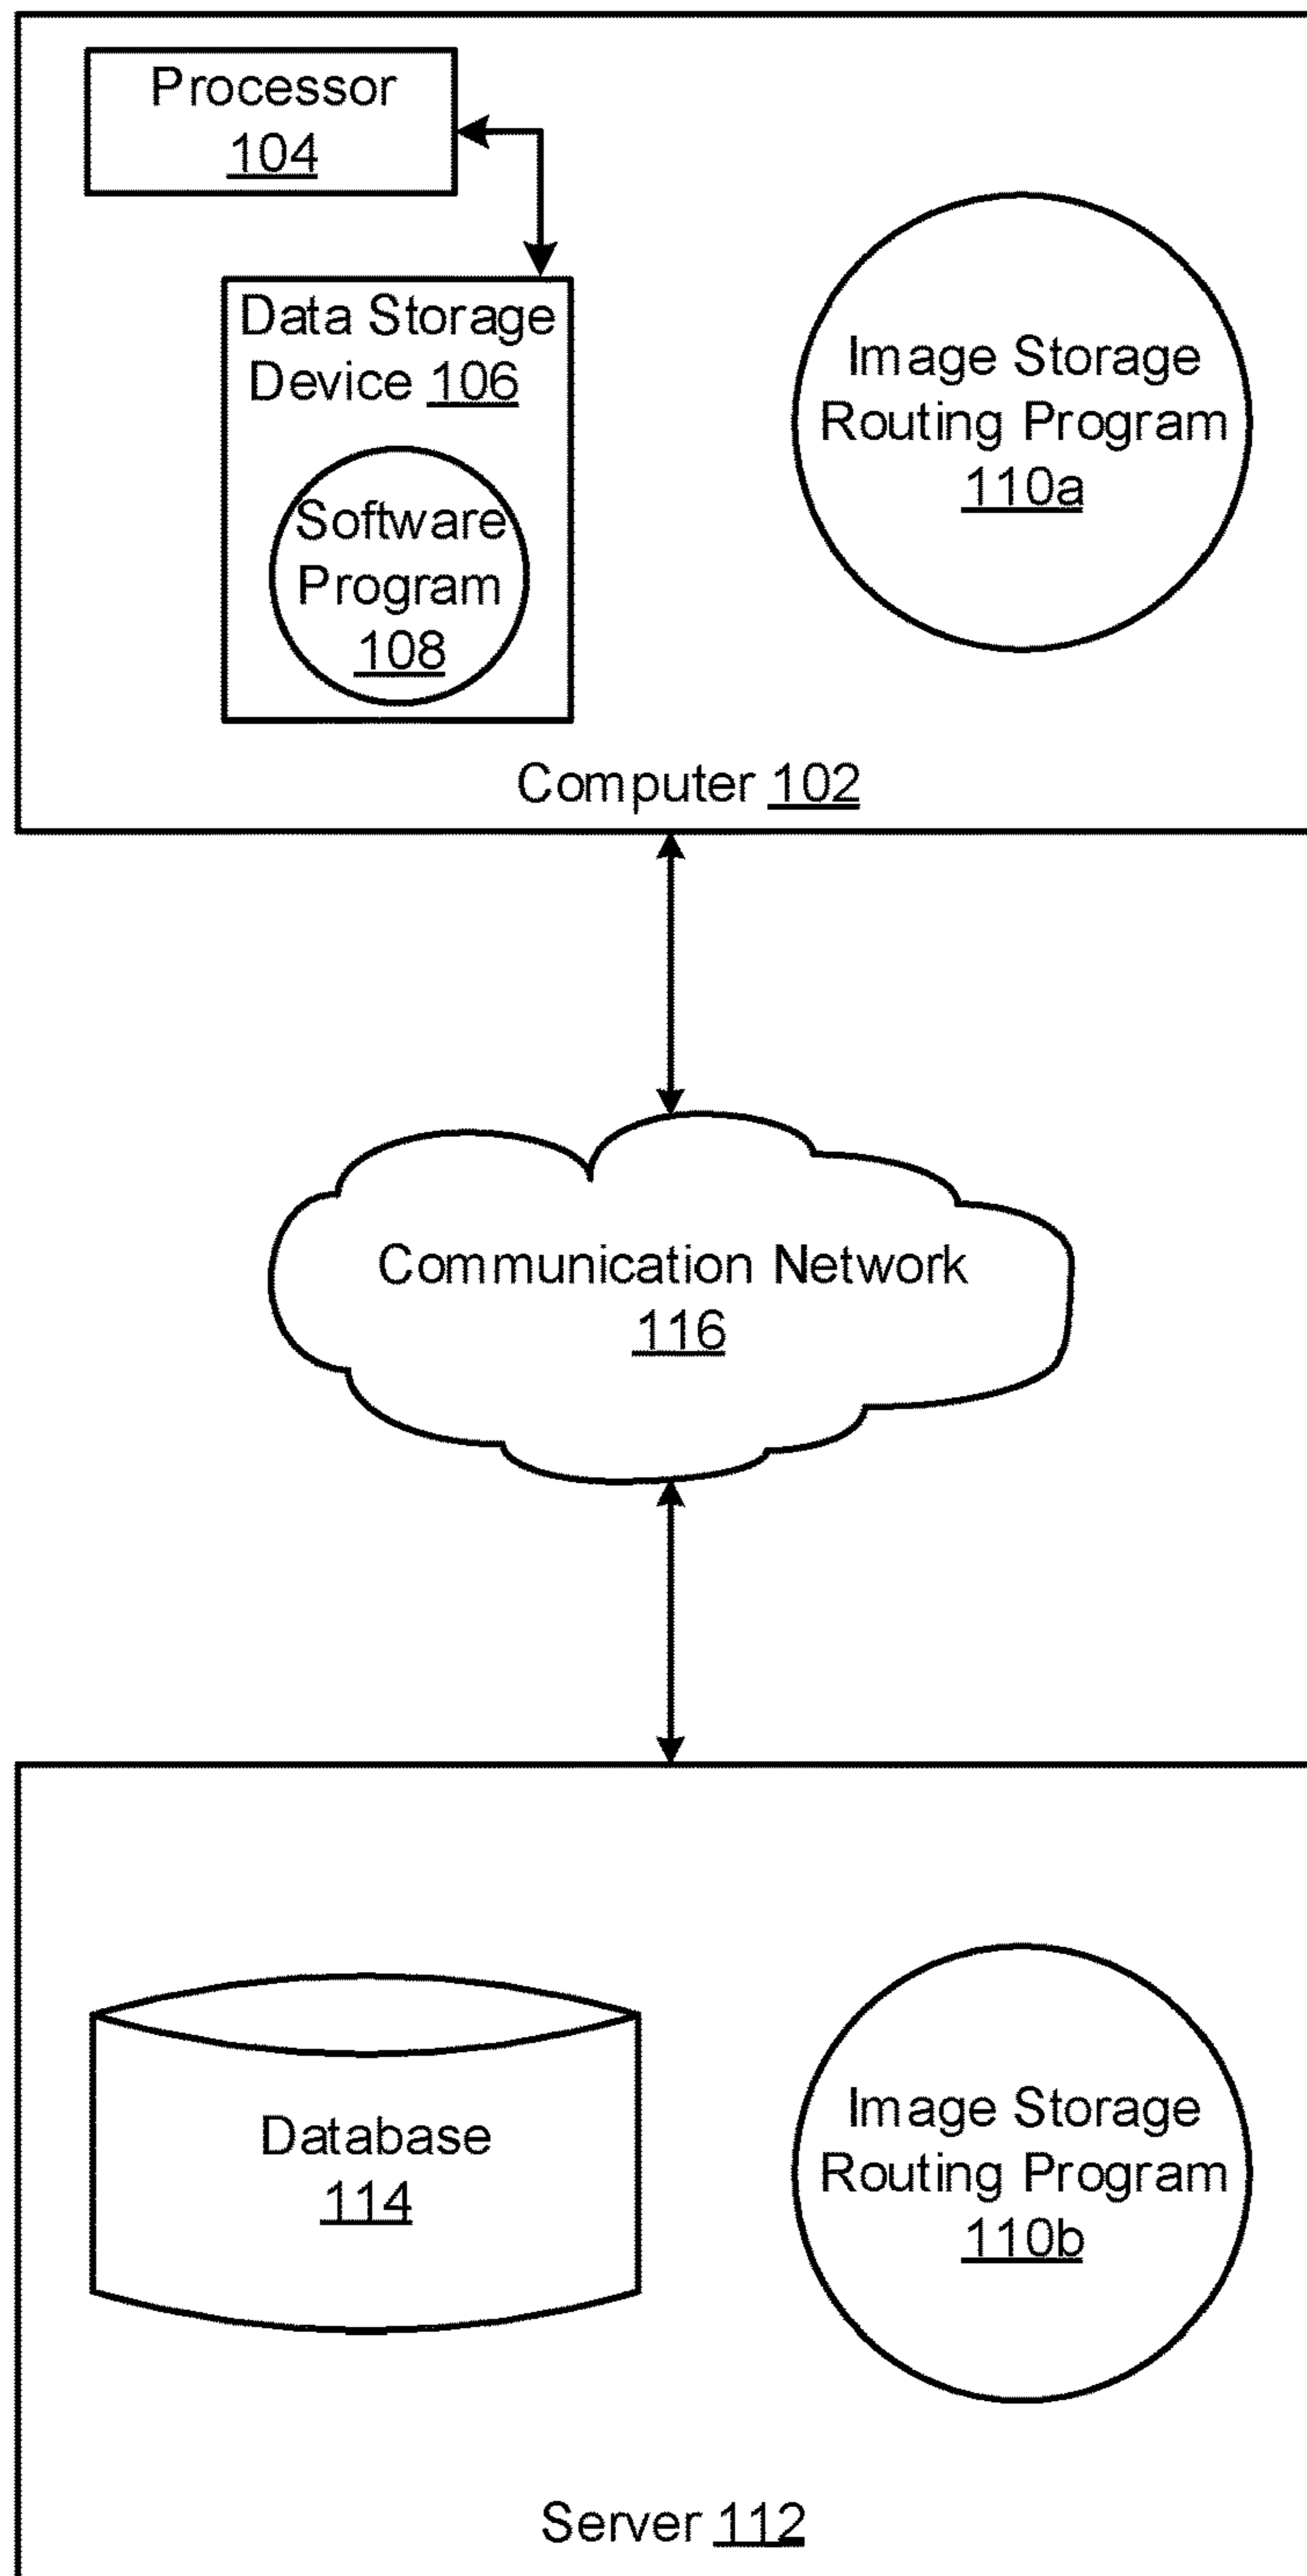 Processor
104
Data Storage
Device 106
Software
Program
108
Image Storage
Routing Program
110a
Computer 102
Communication Network
116
Database
114
Image Storage
Routing Program
110b
Server 112